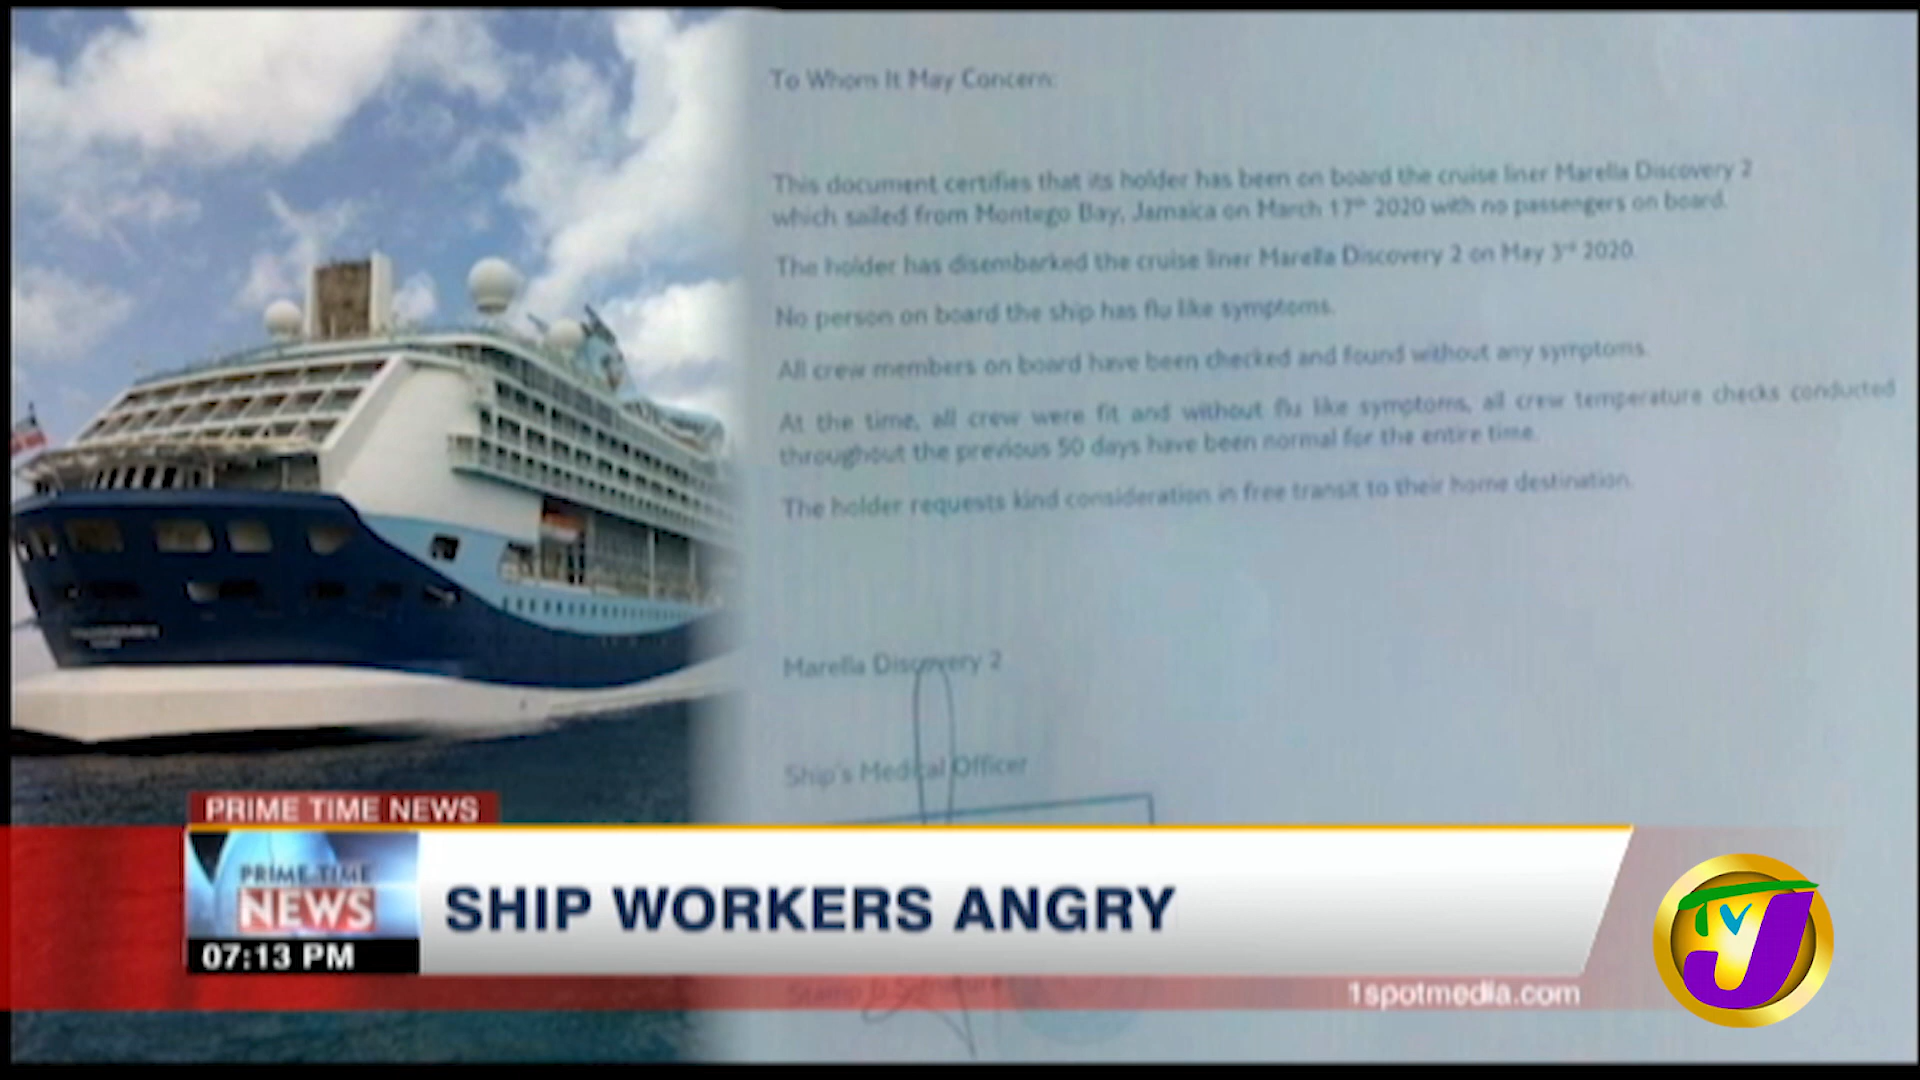 To Whom It May Concern:
This document certifies that its holder has been on board the cruise liner Marella Discovery 2
which sailed from Montego Bay, Jamaica on March 17th 2020 with no passengers on board.
The holder has disembarked the cruise liner Marella Discovery 2 on May 3rd 2020.
No person on board the ship has flu like symptoms.
All crew members on board have been checked and found without any symptoms.
At the time, all crew were fit and without flu like symptoms, all crew temperature checks conducted
throughout the previous 50 days have been normal for the entire time.
The holder requests kind consideration in free transit to their home destination.
Marella Discovery 2
Ship's Medical Officer
PRIME TIME NEWS
PRIME TIME
NEWS
07:13 PM
SHIP WORKERS ANGRY
Stamp & Signature
1spotmedia.com
TVJ